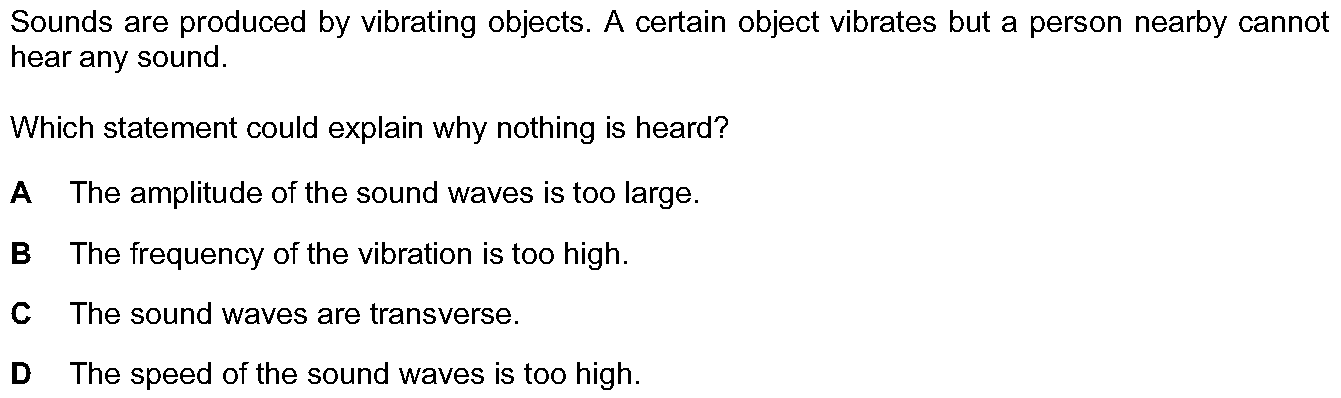 Sounds are produced by vibrating objects. A certain object vibrates but a person nearby cannot
hear any sound.
Which statement could explain why nothing is heard?
A The amplitude of the sound waves is too large.
B The frequency of the vibration is too high.
C The sound waves are transverse.
D The speed of the sound waves is too high.